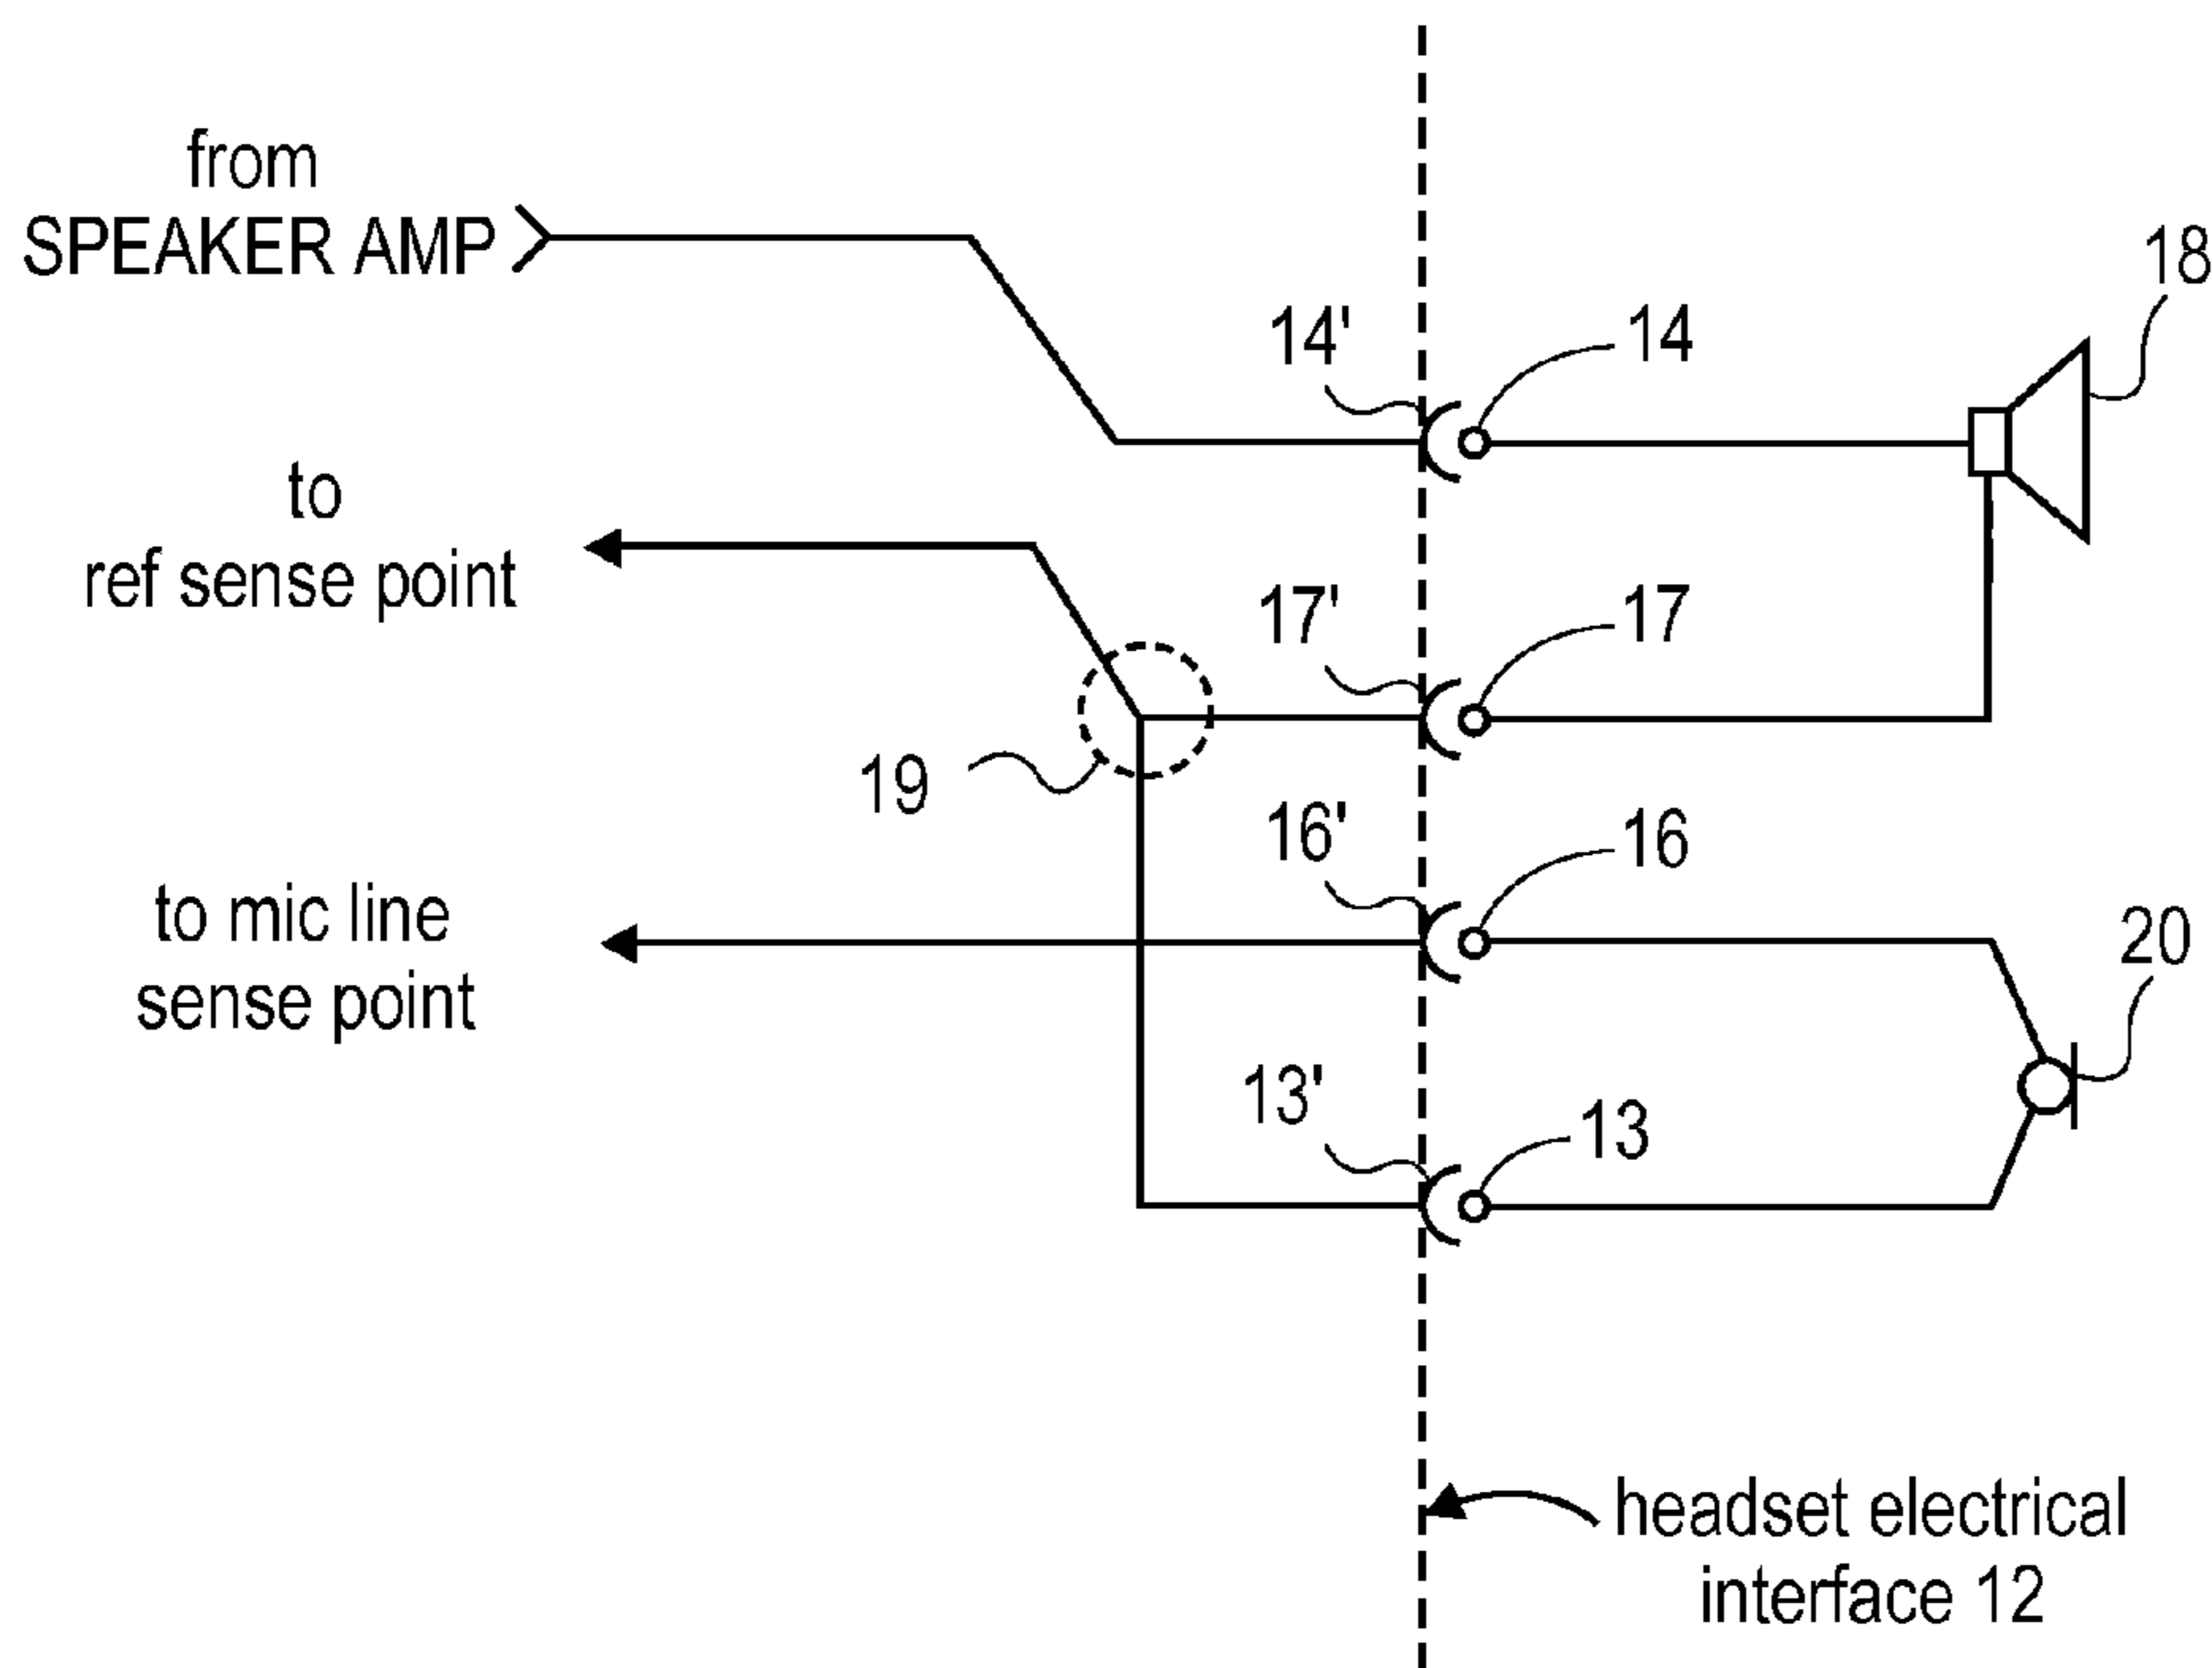 from
SPEAKER AMP
18
14'
14
to
ref sense point
17'
17
19
16'
16
to mic line
sense point
20
13'
13
headset electrical
interface 12